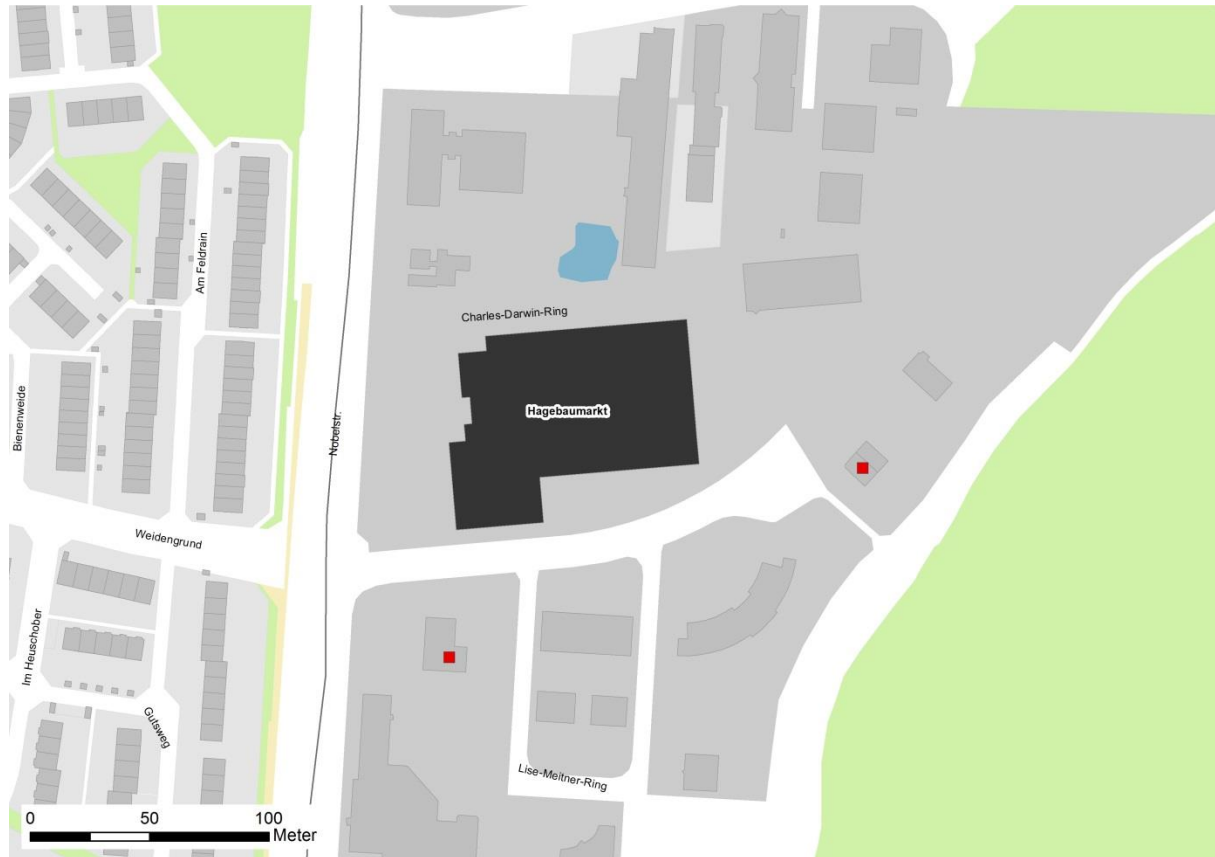 Am Feldrain
Charles-Darwin-Ring
Bienenweide
Nobelstr.
Hagebaumarkt
Weidengrund
Im Heuschober
Gutsweg
Lise-Meitner-Ring
0 50 100
Meter